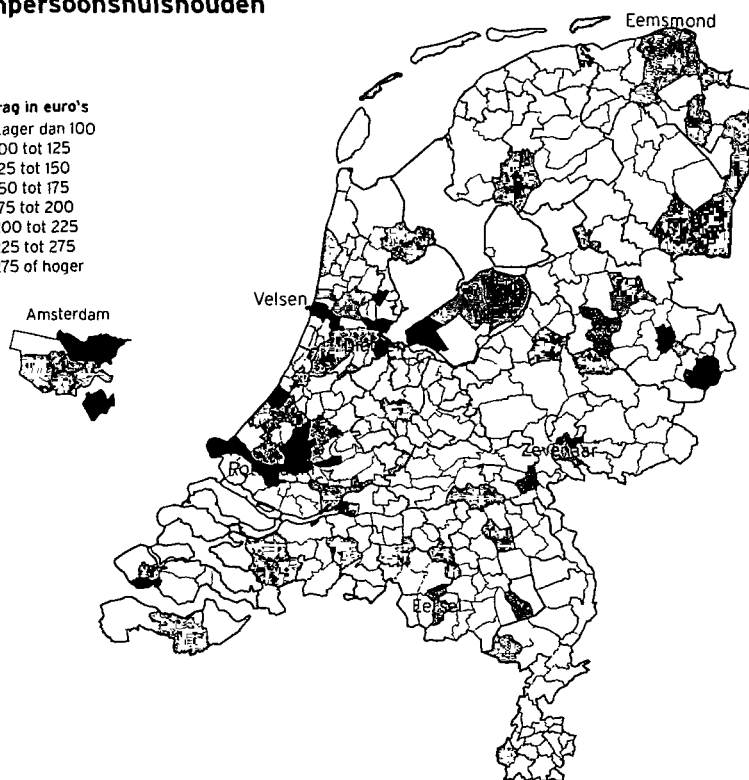 npersoonshuishouden
rag in euro's
ager dan 100
00 tot 125
25 tot 150
50 tot 175
75 tot 200
00 tot 225
25 tot 275
275 of hoger
Eemsmond
Amsterdam
Velsen
Zevenaar
Eersel